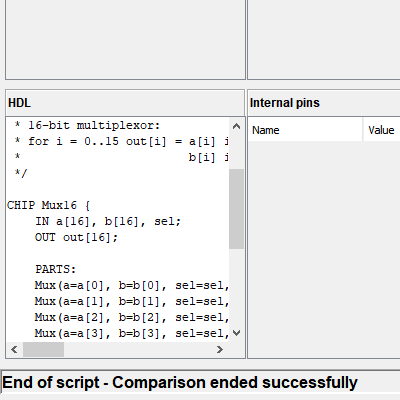 HDL
* 16-bit multiplexor:
* for i = 0..15 out[i] = a[i] i
* b[i] i
*/
CHIP Mux16 {
IN a[16], b[16], sel;
OUT out[16];
PARTS:
Mux(a=a[0], b=b[0], sel=sel,
Mux(a=a[1], b=b[1], sel=sel,
Mux(a=a[2], b=b[2], sel=sel,
Mux(a=a[3], b=b[3], sel=sel,
Internal pins
Name Value
End of script - Comparison ended successfully